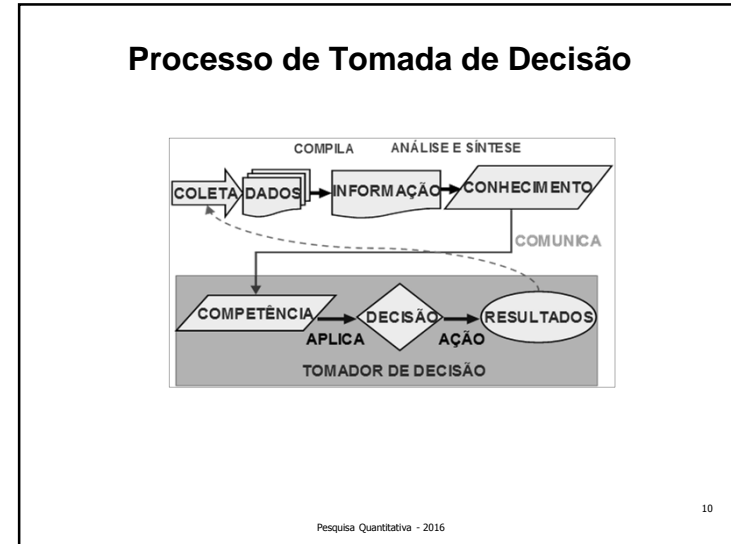 Processo de Tomada de Decisão
COMPILA ANÁLISE E SÍNTESE
COLETA DADOS INFORMAÇÃO CONHECIMENTO
COMUNICA
COMPETÊNCIA DECISÃO RESULTADOS
APLICA AÇÃO
TOMADOR DE DECISÃO
10
Pesquisa Quantitativa - 2016